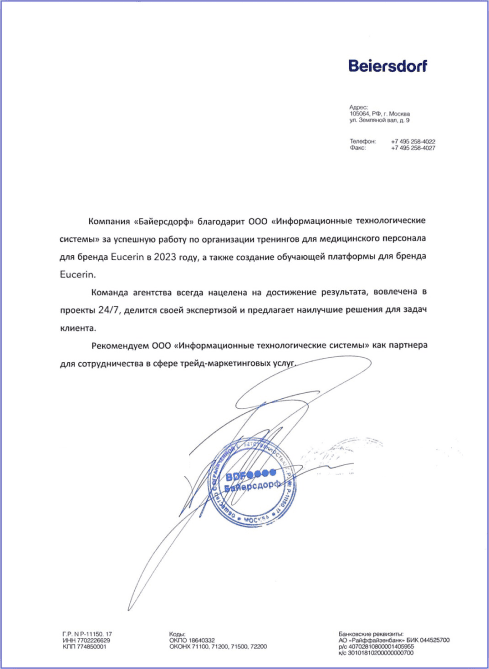 Beiersdorf
Адрес:
105064, РФ, г. Москва
ул. Земляной вал, д. 9
Телефон: +7 495 258-4022
Факс: +7 495 258-4027
Компания «Байерсдорф» благодарит ООО «Информационные технологические
системы» за успешную работу по организации тренингов для медицинского персонала
для бренда Eucerin в 2023 году, а также создание обучающей платформы для бренда
Eucerin.
Команда агентства всегда нацелена на достижение результата, вовлечена в
проекты 24/7, делится своей экспертизой и предлагает наилучшие решения для задач
клиента.
Рекомендуем ООО «Информационные технологические системы» как партнера
для сотрудничества в сфере трейд-маркетинговых услуг.
BDF
Байерсдорф
МОСКВА
Г.Р. N Р-11150. 17
ИНН 7702226629
КПП 774850001
Коды:
ОКПО 18640332
ОКОНХ 71100, 71200, 71500, 72200
Банковские реквизиты:
АО «Райффайзенбанк» БИК 044525700
р/с 40702810800001405955
к/с 30101810200000000700